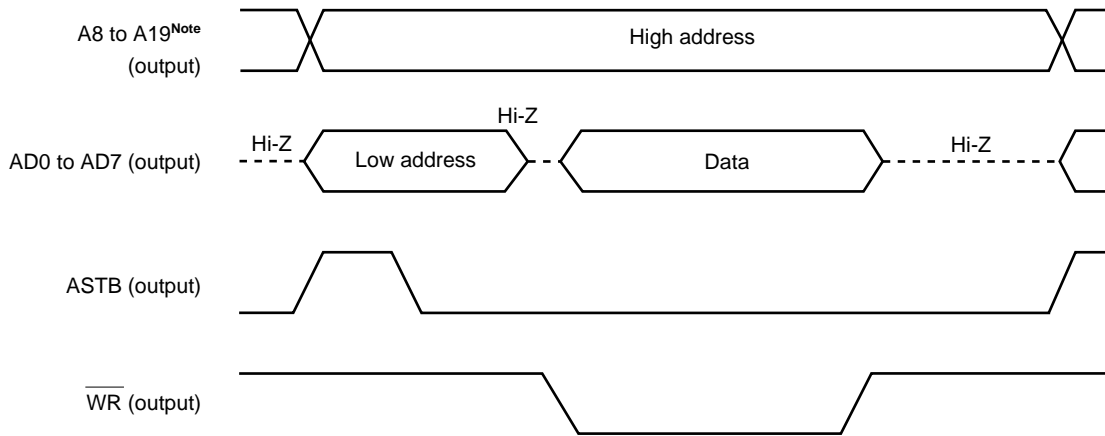 A8 to A19Note
(output)
High address
Hi-Z
AD0 to AD7 (output)
Hi-Z
Low address
Data
Hi-Z
ASTB (output)
WR (output)